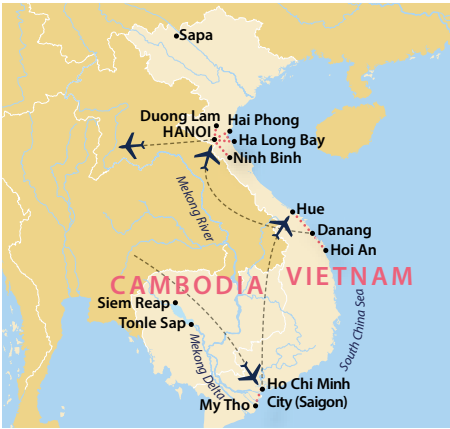 Sapa
Duong Lam
Hai Phong
HANOI
Ha Long Bay
Ninh Binh
Mekong River
Hue
Danang
Hoi An
CAMBODIA
VIETNAM
Siem Reap
Tonle Sap
South China Sea
Mekong Delta
Ho Chi Minh
City (Saigon)
My Tho